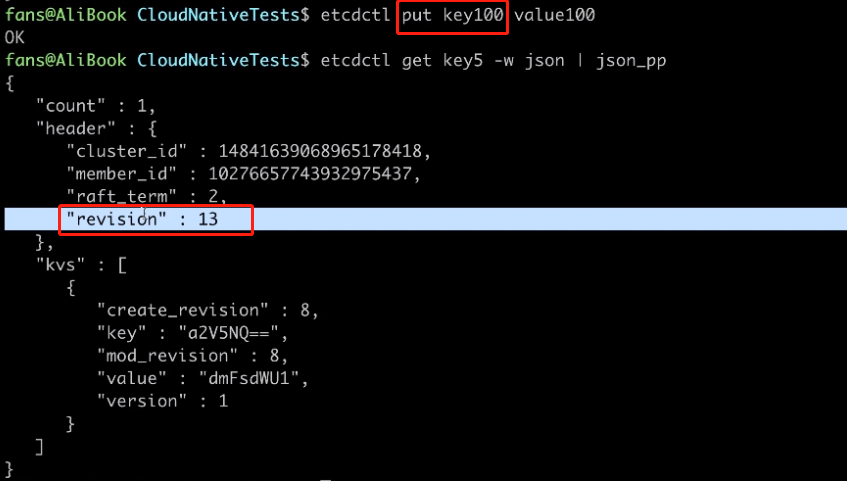 fans@AliBook CloudNativeTests$ etcdctl put key100 value100
OK
fans@AliBook CloudNativeTests$ etcdctl get key5 -w json | json_pp
{
   "count" : 1,
   "header" : {
      "cluster_id" : 14841639068965178418,
      "member_id" : 10276657743932975437,
      "raft_term" : 2,
      "revision" : 13
   },
   "kvs" : [
      {
         "create_revision" : 8,
         "key" : "a2V5NQ==",
         "mod_revision" : 8,
         "value" : "dmFsdWU1",
         "version" : 1
      }
   ]
}